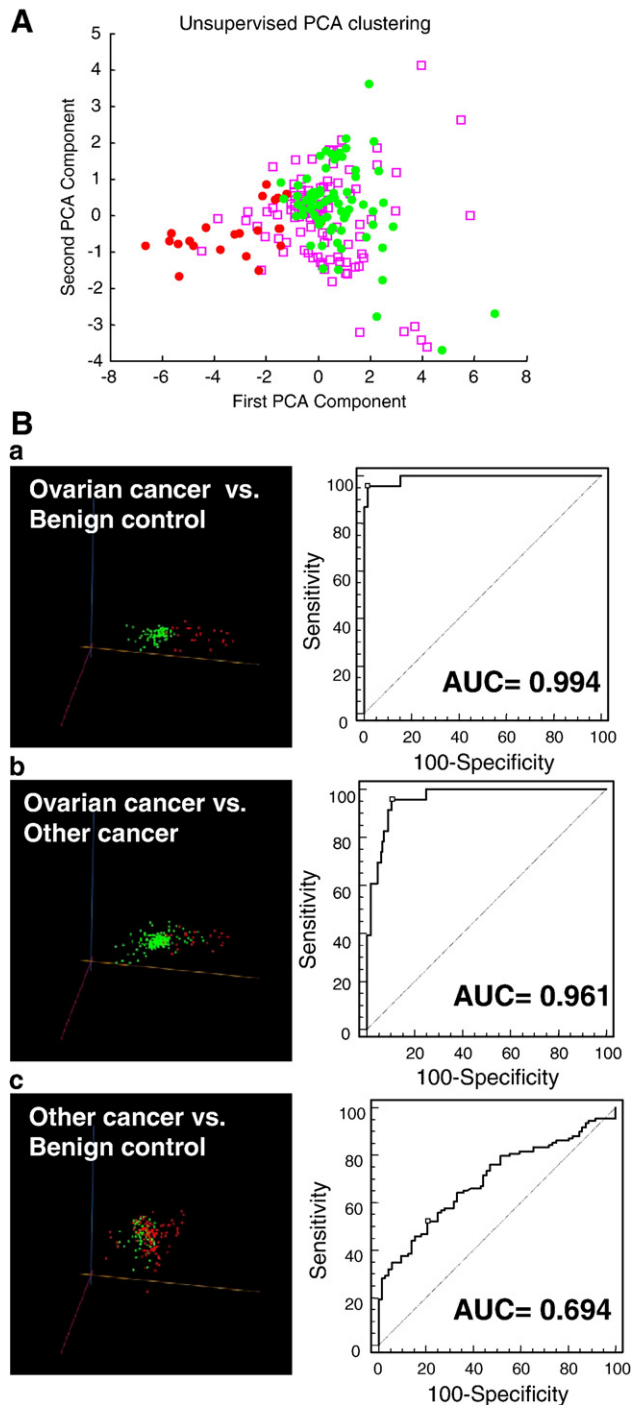 A
Unsupervised PCA clustering
Second PCA Component
5
4
3
2
1
0
-1
-2
-3
-4
-8 -6 -4 -2 0 2 4 6 8
First PCA Component
B
a
Ovarian cancer vs.
Benign control
Sensitivity
100
80
60
40
20
0
AUC= 0.994
0 20 40 60 80 100
100-Specificity
b
Ovarian cancer vs.
Other cancer
Sensitivity
100
80
60
40
20
0
AUC= 0.961
20 40 60 80 100
100-Specificity
c
Other cancer vs.
Benign control
Sensitivity
100
80
60
40
20
0
AUC= 0.694
0 20 40 60 80 100
100-Specificity